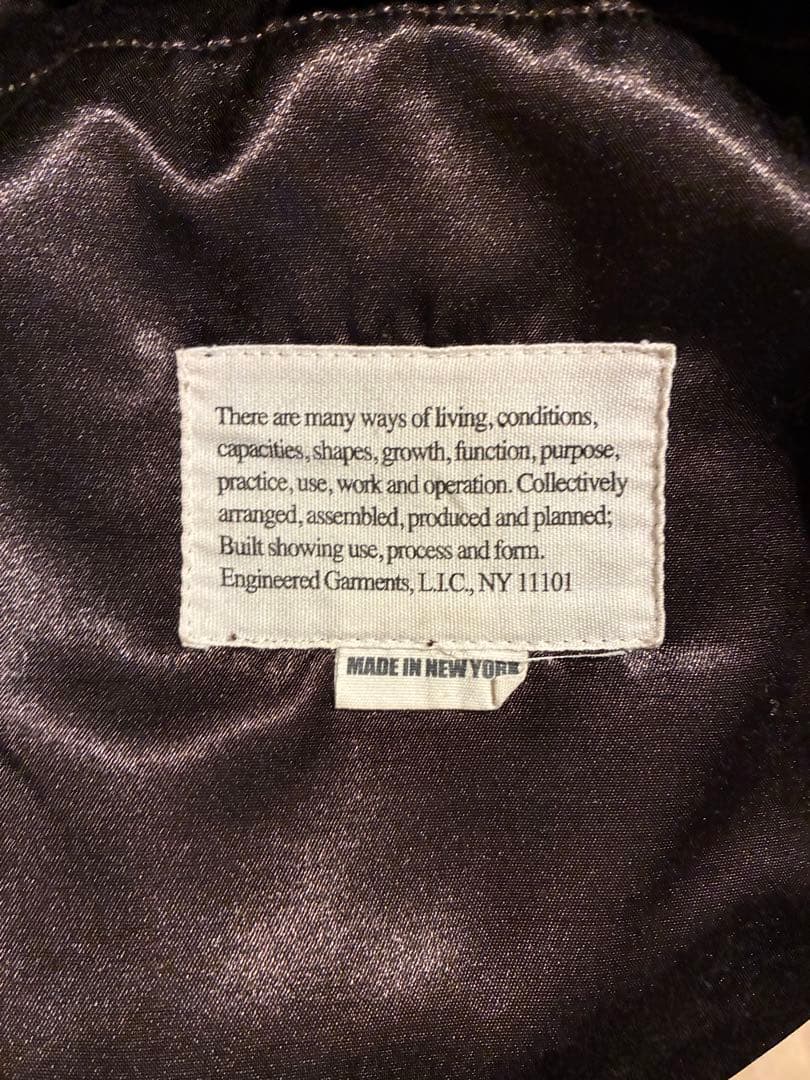 There are many ways of living, conditions,
capacities, shapes, growth, function, purpose,
practice, use, work and operation. Collectively
arranged, assembled, produced and planned;
Built showing use, process and form.
Engineered Garments, L.I.C., NY 11101
MADE IN NEW YORK